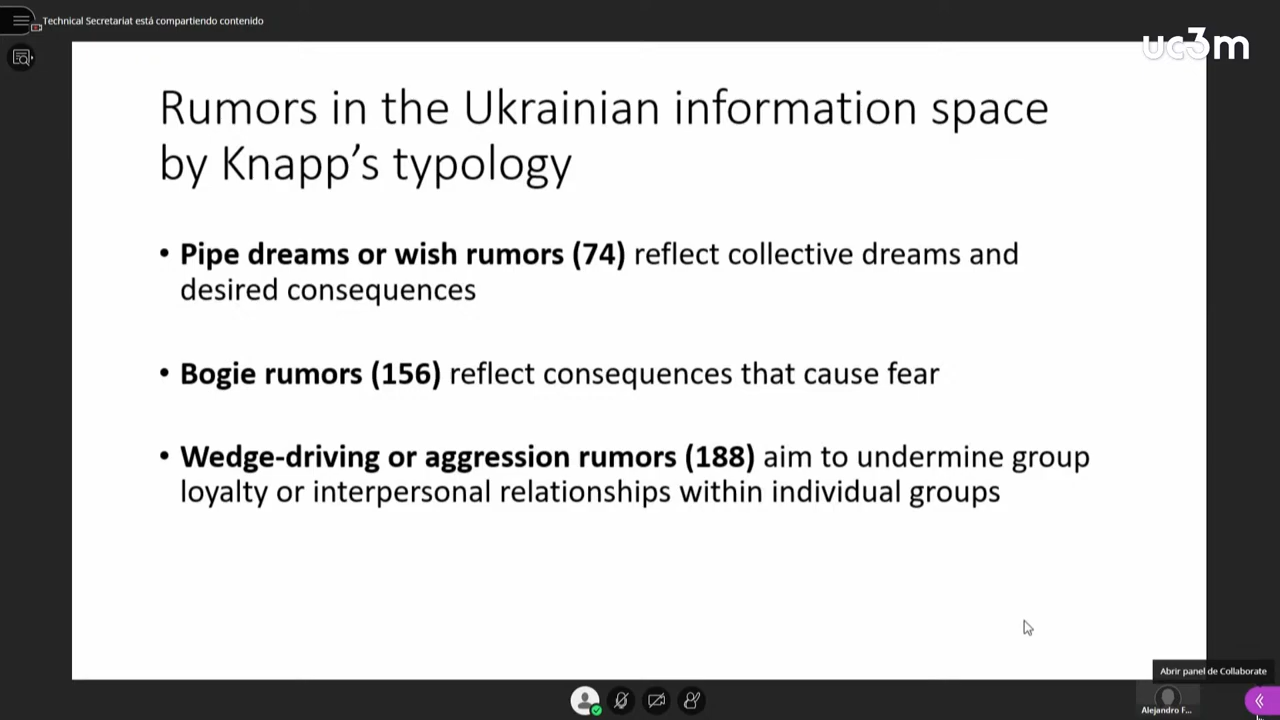 Technical Secretariat está compartiendo contenido
uc3m
Rumors in the Ukrainian information space
by Knapp’s typology
• Pipe dreams or wish rumors (74) reflect collective dreams and
desired consequences
• Bogie rumors (156) reflect consequences that cause fear
• Wedge-driving or aggression rumors (188) aim to undermine group
loyalty or interpersonal relationships within individual groups
Abrir panel de Collaborate
Alejandro F...